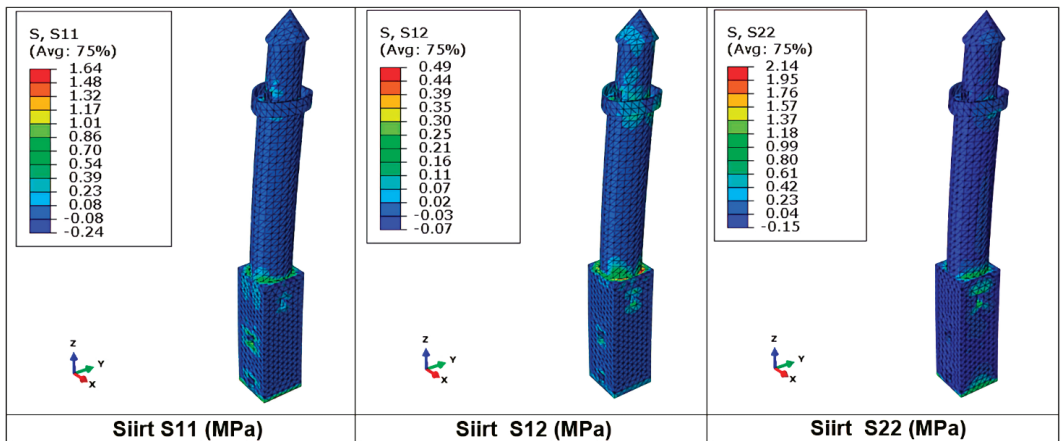 S, S11
(Avg: 75%)
1.64
1.48
1.32
1.17
1.01
0.86
0.70
0.54
0.39
0.23
0.08
-0.08
-0.24
Z
Y
X
Siirt S11 (MPa)
S, S12
(Avg: 75%)
0.49
0.44
0.39
0.35
0.30
0.25
0.21
0.16
0.11
0.07
0.02
-0.03
-0.07
Z
Y
X
Siirt S12 (MPa)
S, S22
(Avg: 75%)
2.14
1.95
1.76
1.57
1.37
1.18
0.99
0.80
0.61
0.42
0.23
0.04
-0.15
Z
Y
X
Siirt S22 (MPa)